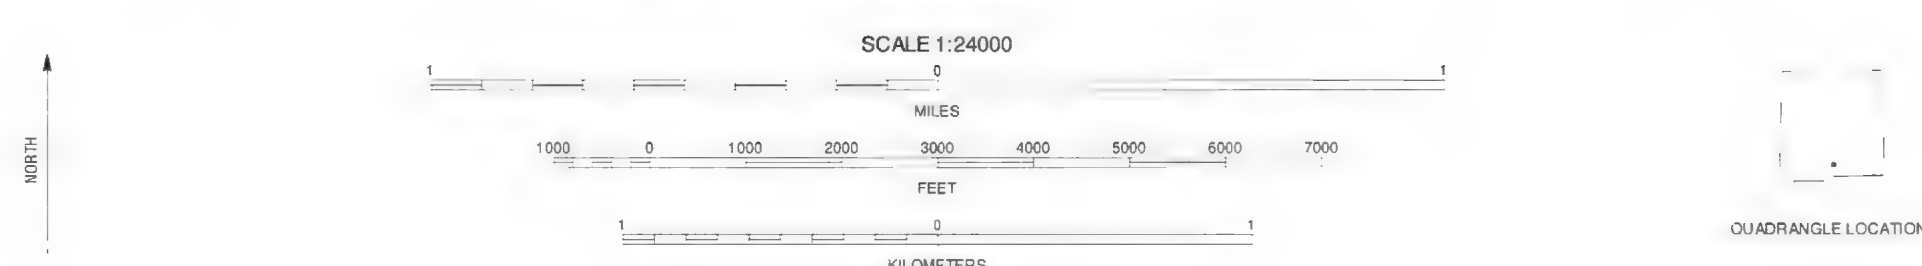 SCALE 1:24000
1 0 1
MILES
1000 0 1000 2000 3000 4000 5000 6000 7000
FEET
1 0 1
KILOMETERS
NORTH
QUADRANGLE LOCATION